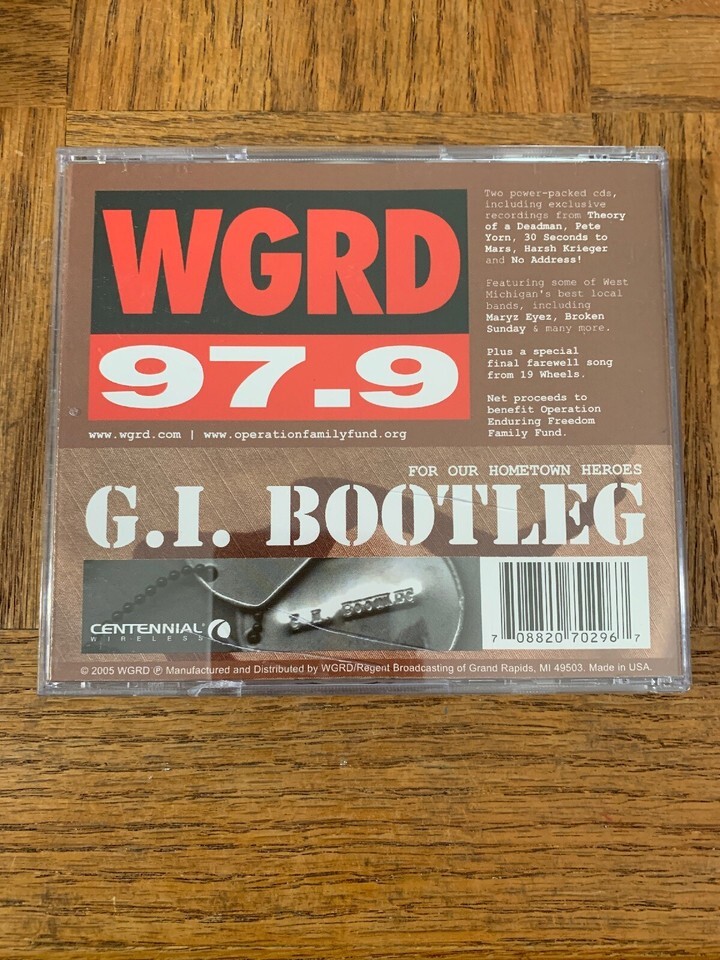 WGRD
97.9
www.wgrd.com | www.operationfamilyfund.org
Two power-packed cds,
including exclusive
recordings from Theory
of a Deadman, Pete
Yorn, 30 Seconds to
Mars, Harsh Krieger
and No Address!
Featuring some of West
Michigan's best local
bands, including
Maryz Eyez, Broken
Sunday & many more.
Plus a special
final farewell song
from 19 Wheels.
Net proceeds to
benefit Operation
Enduring Freedom
Family Fund.
FOR OUR HOMETOWN HEROES
G.I. BOOTLEG
G.I. BOOTLEG
CENTENNIAL®
WIRELESS
7 08820 70296 7
© 2005 WGRD ℗ Manufactured and Distributed by WGRD/Regent Broadcasting of Grand Rapids, MI 49503. Made in USA.